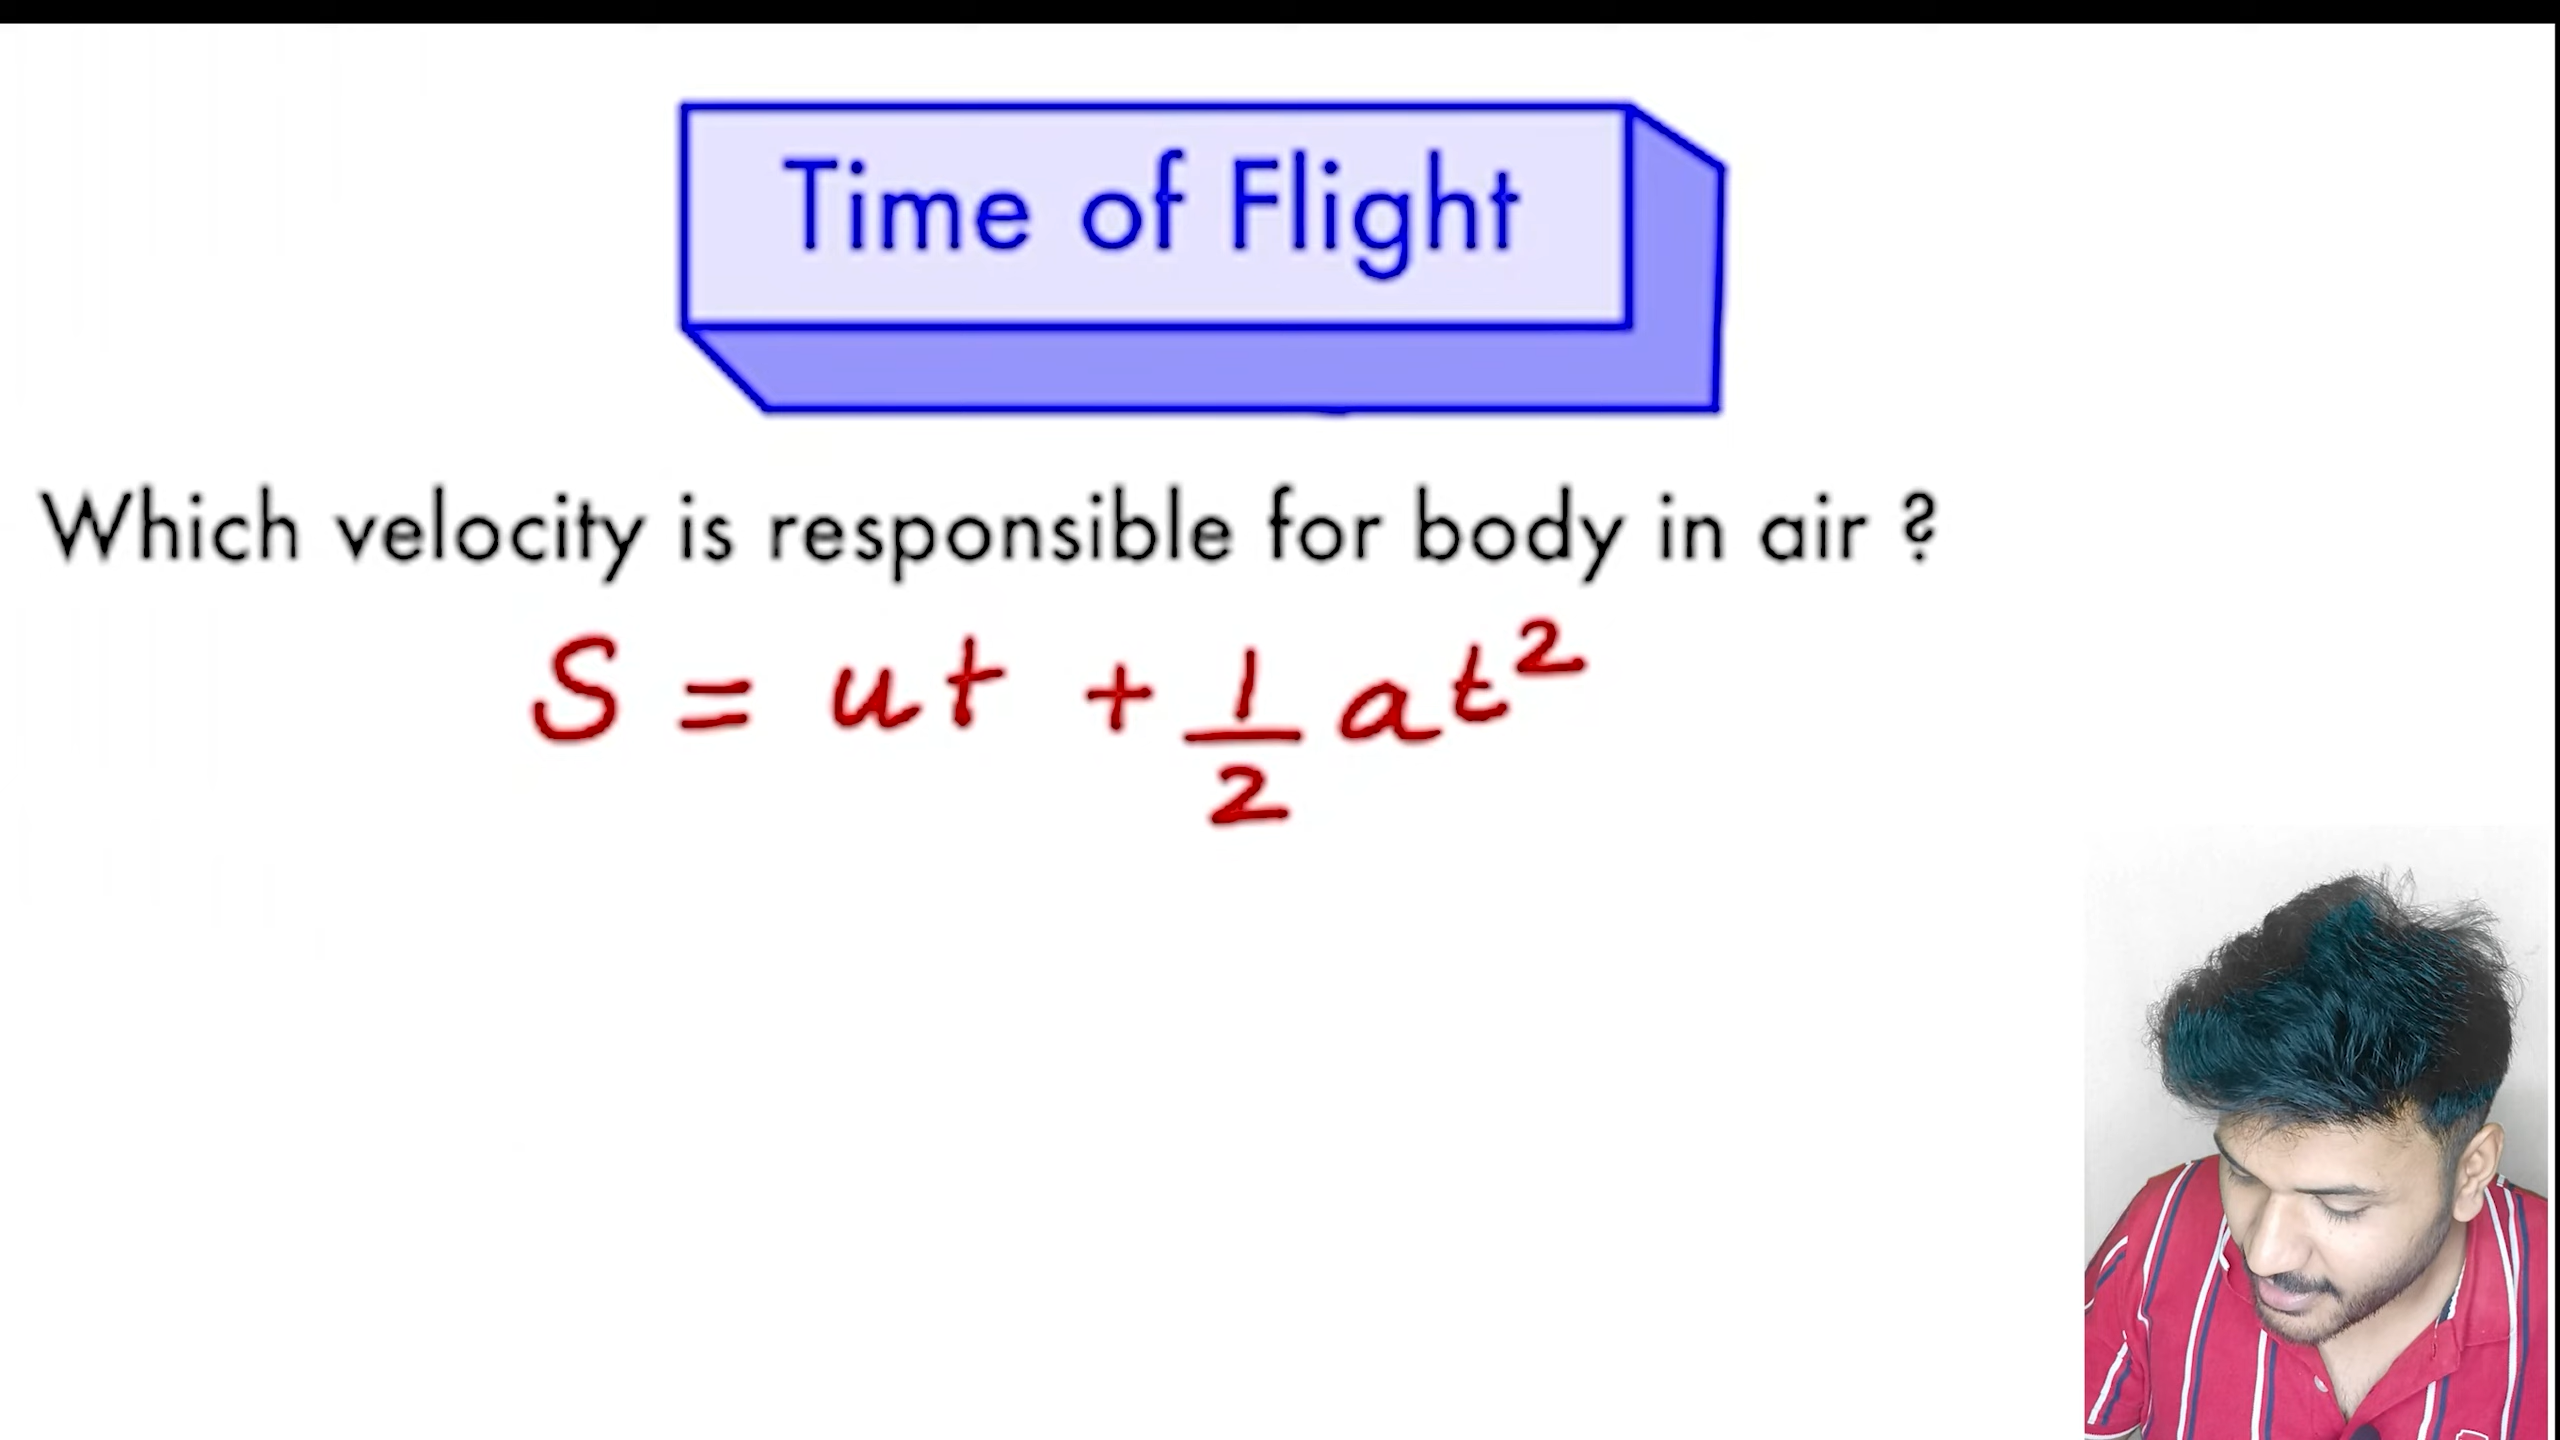 Time of Flight
Which velocity is responsible for body in air ?
S = ut + 1/2 at²